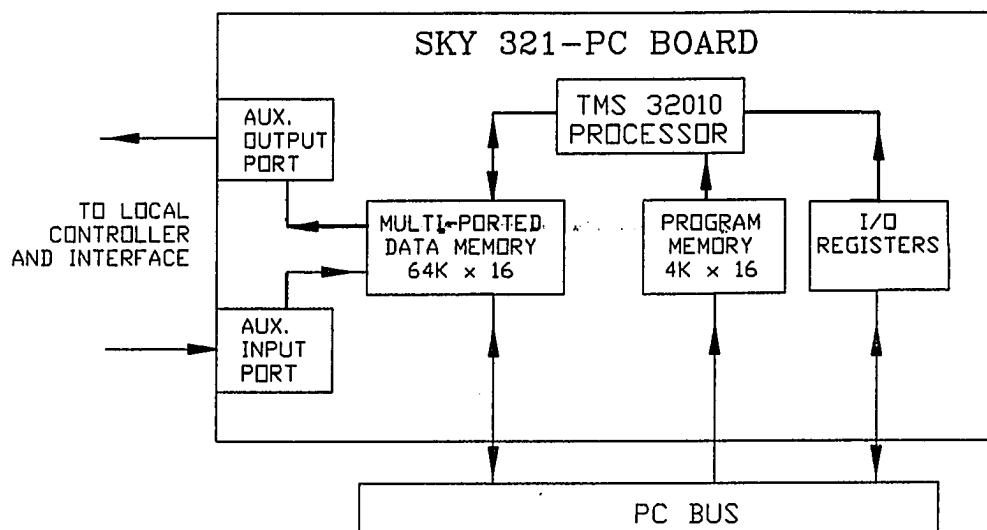 SKY 321-PC BOARD
TMS 32010
PROCESSOR
AUX.
OUTPUT
PORT
TO LOCAL
CONTROLLER
AND INTERFACE
MULTI-PORTED
DATA MEMORY
64K x 16
PROGRAM
MEMORY
4K x 16
I/O
REGISTERS
AUX.
INPUT
PORT
PC BUS